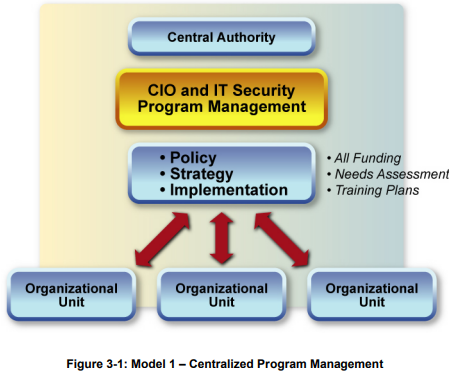 Central Authority
CIO and IT Security
Program Management
• Policy
• Strategy
• Implementation
• All Funding
• Needs Assessment
• Training Plans
Organizational
Unit
Organizational
Unit
Organizational
Unit
Figure 3-1: Model 1 – Centralized Program Management